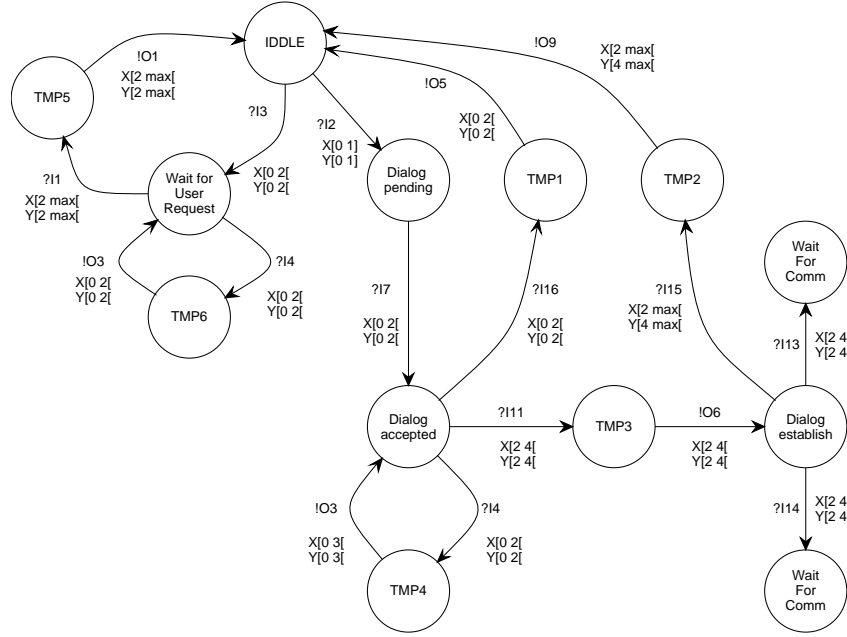 IDDLE
!O1
X[2 max[
Y[2 max[
TMP5
?I3
X[0 2[
Y[0 2[
?I2
X[0 1]
Y[0 1]
!O5
X[0 2[
Y[0 2[
!O9
X[2 max[
Y[4 max[
?I1
X[2 max[
Y[2 max[
Wait for
User
Request
Dialog
pending
TMP1
TMP2
!O3
X[0 2[
Y[0 2[
?I4
X[0 2[
Y[0 2[
TMP6
?I7
X[0 2[
Y[0 2[
?I16
X[0 2[
Y[0 2[
?I15
X[2 max[
Y[4 max[
Wait
For
Comm
?I13
X[2 4
Y[2 4
Dialog
accepted
?I11
X[2 4[
Y[2 4[
TMP3
!O6
X[2 4[
Y[2 4[
Dialog
establish
!O3
X[0 3[
Y[0 3[
?I4
X[0 2[
Y[0 2[
TMP4
?I14
X[2 4
Y[2 4
Wait
For
Comm